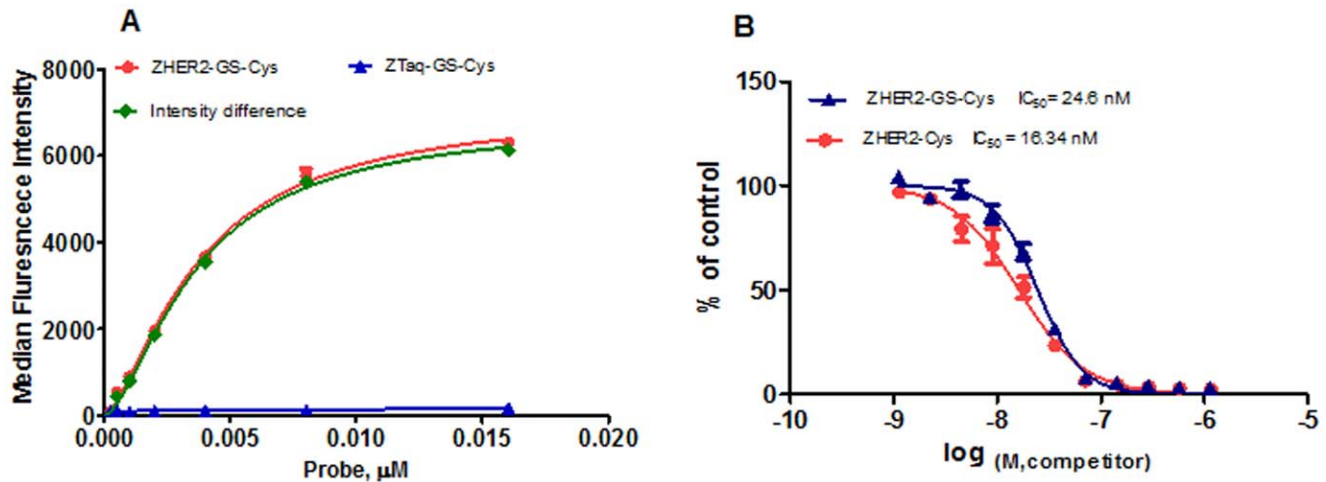 A
ZHER2-GS-Cys
ZTaq-GS-Cys
Intensity difference
8000
6000
4000
2000
0
Median Fluresncece Intensity
0.000
0.005
0.010
0.015
0.020
Probe, μM
B
ZHER2-GS-Cys IC50= 24.6 nM
ZHER2-Cys IC50 = 16.34 nM
150
100
50
0
% of control
-10
-9
-8
-7
-6
-5
log (M,competitor)